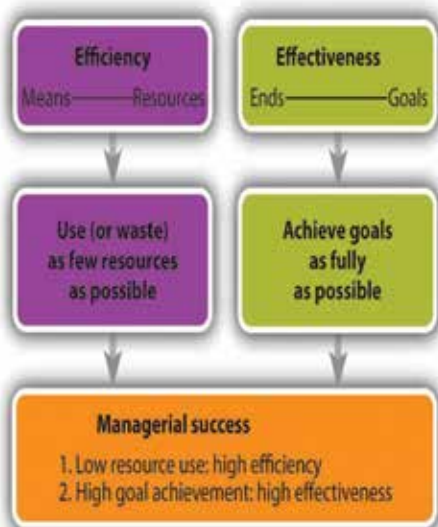 Efficiency
Means Resources
Use (or waste)
as few resources
as possible
Effectiveness
Ends Goals
Achieve goals
as fully
as possible
Managerial success
1. Low resource use: high efficiency
2. High goal achievement: high effectiveness